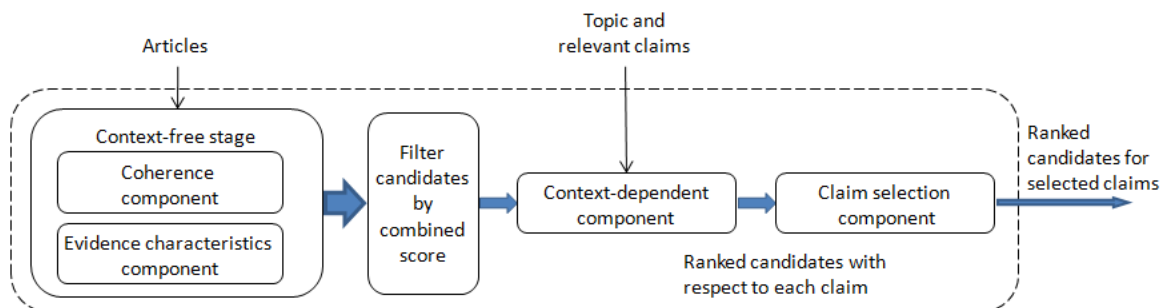 Articles
Topic and
relevant claims
Context-free stage
Coherence
component
Evidence characteristics
component
Filter
candidates
by
combined
score
Context-dependent
component
Claim selection
component
Ranked candidates with
respect to each claim
Ranked
candidates for
selected claims